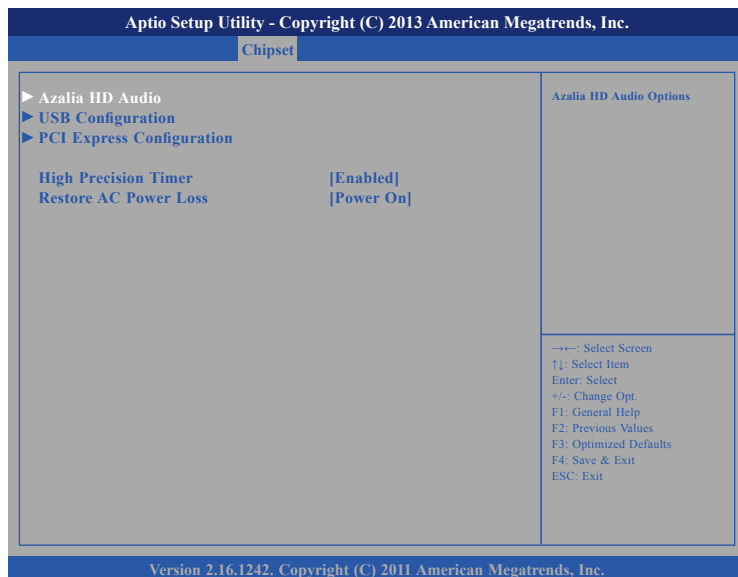 Aptio Setup Utility - Copyright (C) 2013 American Megatrends, Inc.
Chipset
► Azalia HD Audio
► USB Configuration
► PCI Express Configuration
High Precision Timer [Enabled]
Restore AC Power Loss [Power On]
Azalia HD Audio Options
→←: Select Screen
↑↓: Select Item
Enter: Select
+/-: Change Opt.
F1: General Help
F2: Previous Values
F3: Optimized Defaults
F4: Save & Exit
ESC: Exit
Version 2.16.1242. Copyright (C) 2011 American Megatrends, Inc.